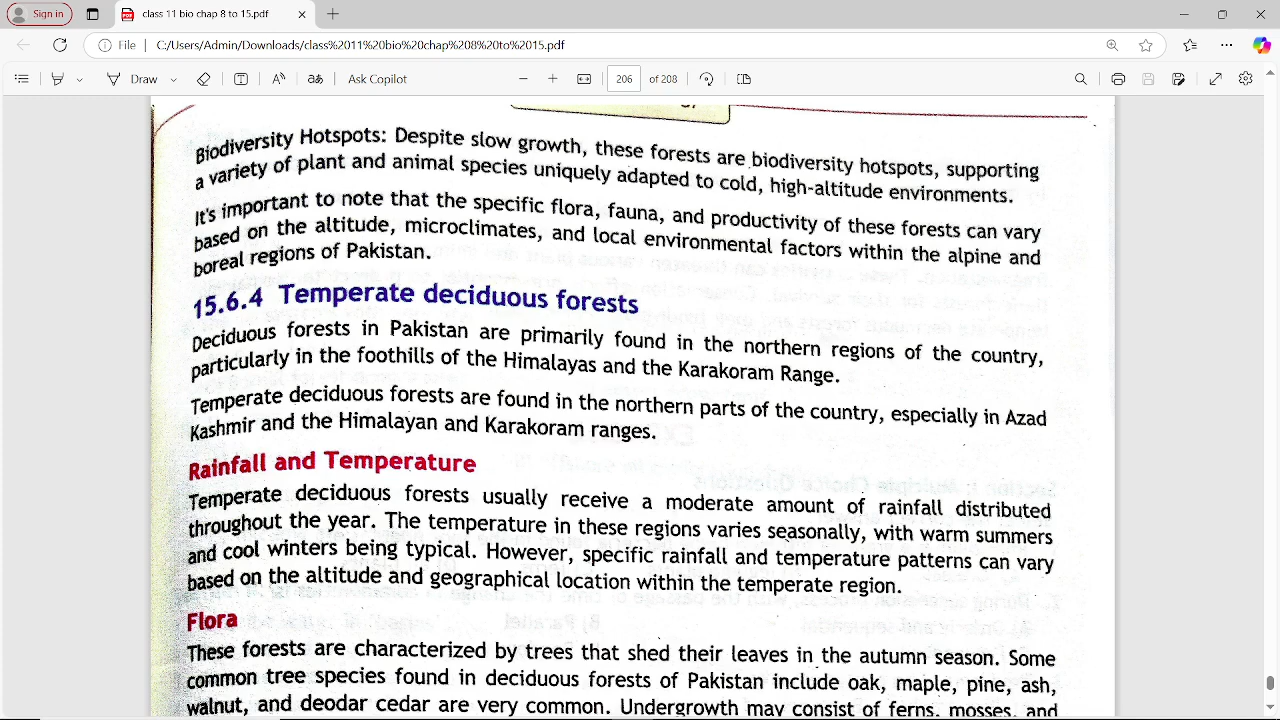 Sign in
class 11 bio chap 8 to 15.pdf
File
C:/Users/Admin/Downloads/class%2011%20bio%20chap%208%20to%2015.pdf
Draw
Ask Copilot
206 of 208
Biodiversity Hotspots: Despite slow growth, these forests are biodiversity hotspots, supporting
a variety of plant and animal species uniquely adapted to cold, high-altitude environments.
It's important to note that the specific flora, fauna, and productivity of these forests can vary
based on the altitude, microclimates, and local environmental factors within the alpine and
boreal regions of Pakistan.
15.6.4 Temperate deciduous forests
Deciduous forests in Pakistan are primarily found in the northern regions of the country,
particularly in the foothills of the Himalayas and the Karakoram Range.
Temperate deciduous forests are found in the northern parts of the country, especially in Azad
Kashmir and the Himalayan and Karakoram ranges.
Rainfall and Temperature
Temperate deciduous forests usually receive a moderate amount of rainfall distributed
throughout the year. The temperature in these regions varies seasonally, with warm summers
and cool winters being typical. However, specific rainfall and temperature patterns can vary
based on the altitude and geographical location within the temperate region.
Flora
These forests are characterized by trees that shed their leaves in the autumn season. Some
common tree species found in deciduous forests of Pakistan include oak, maple, pine, ash,
walnut, and deodar cedar are very common. Undergrowth may consist of ferns, mosses, and